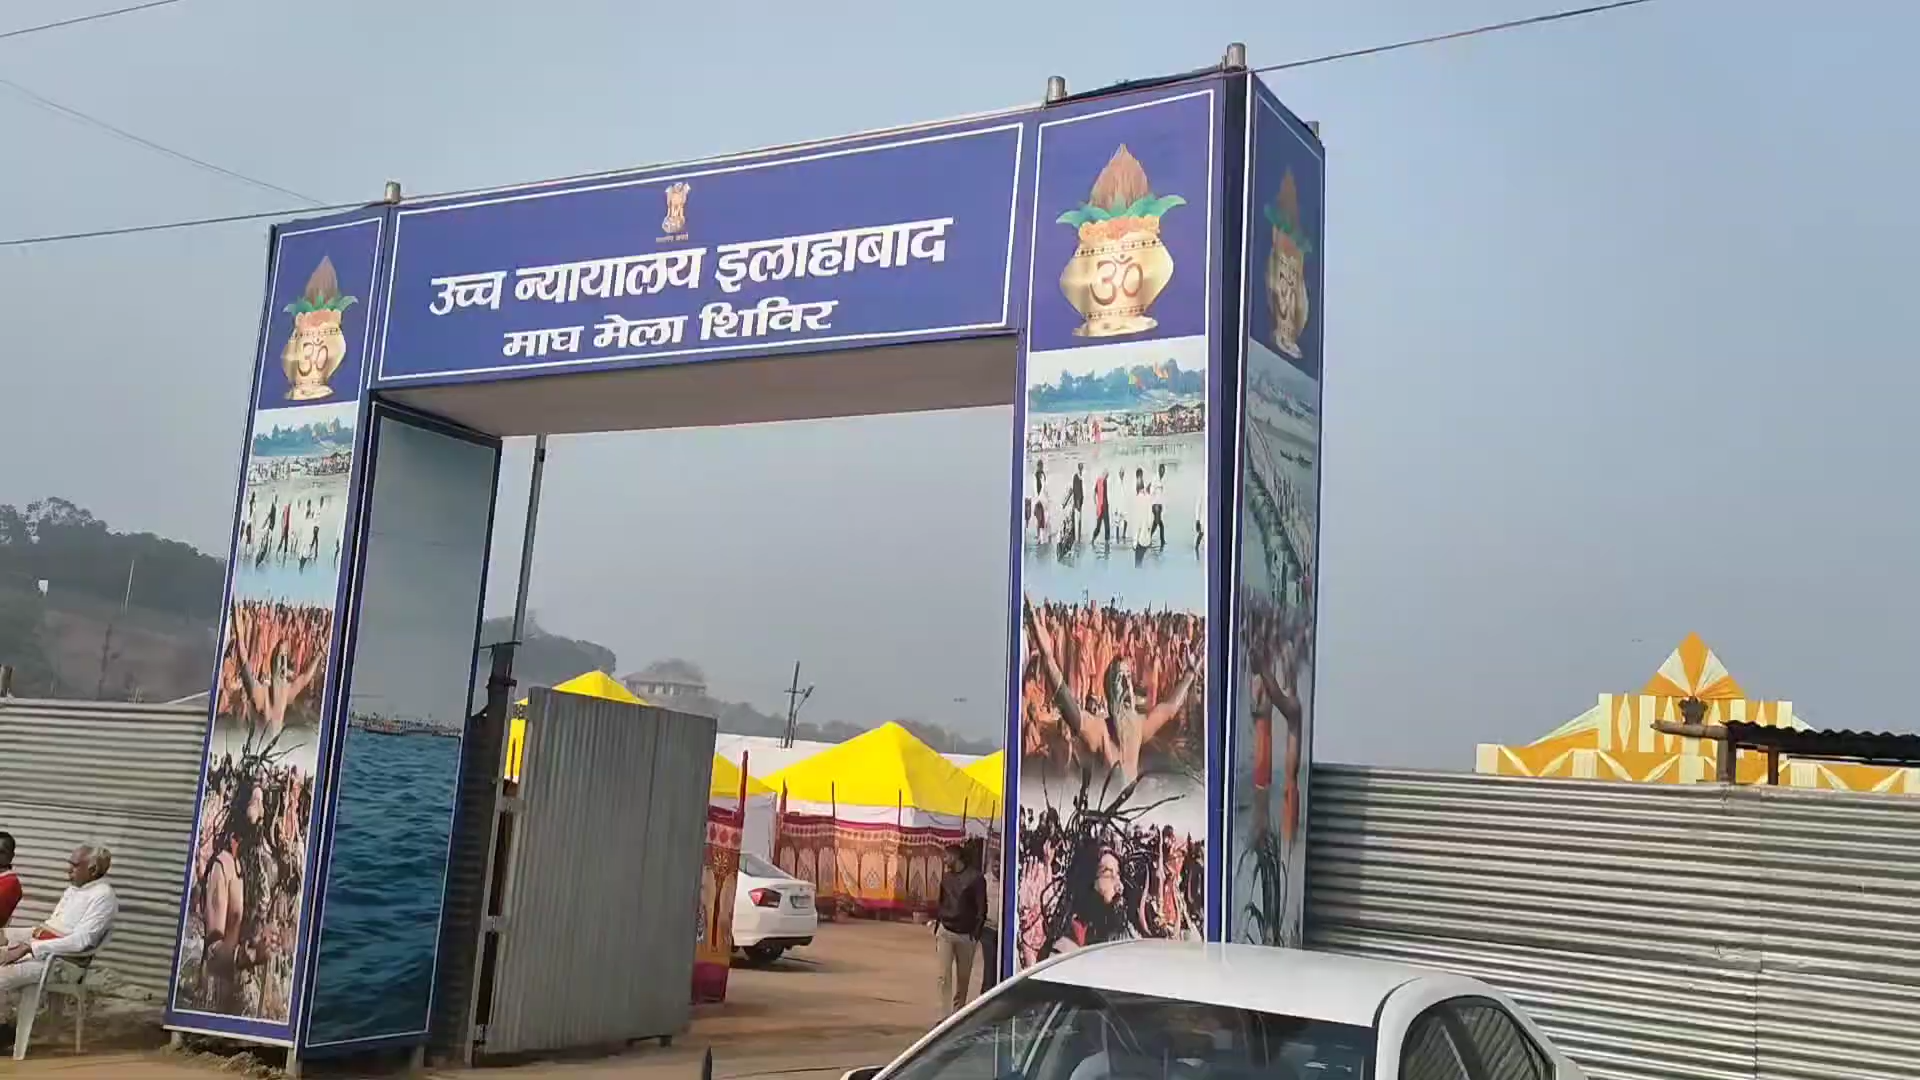 उच्च न्यायालय इलाहाबाद
माघ मेला शिविर
ॐ
ॐ